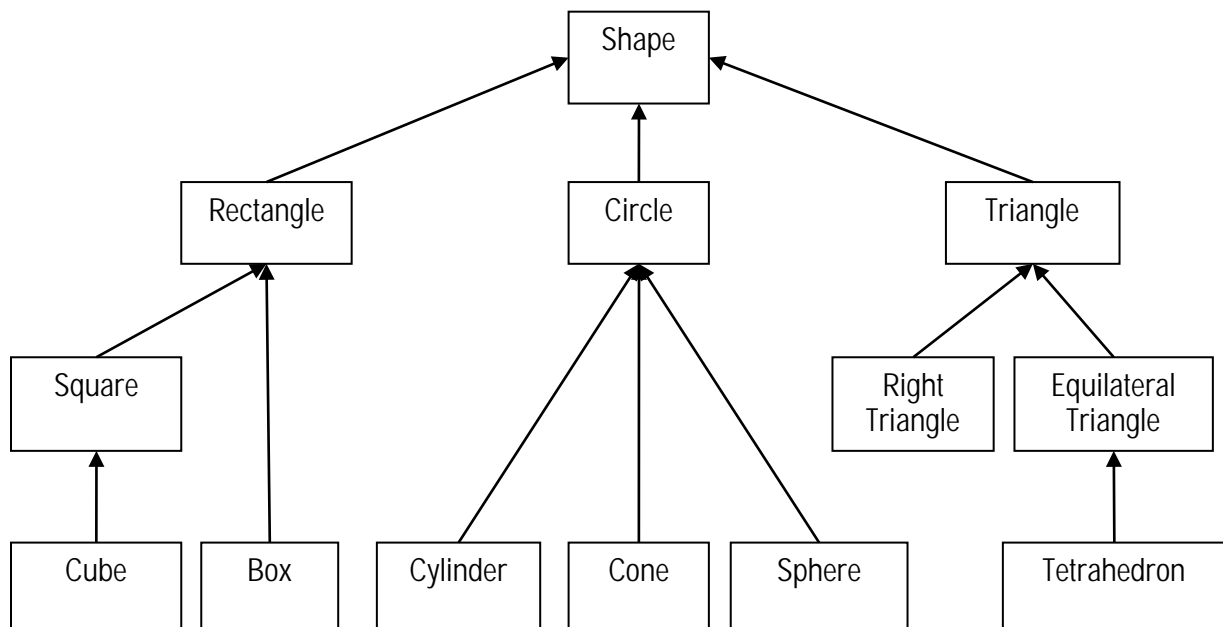 Shape
Rectangle
Circle
Triangle
Square
Right
Triangle
Equilateral
Triangle
Cube
Box
Cylinder
Cone
Sphere
Tetrahedron